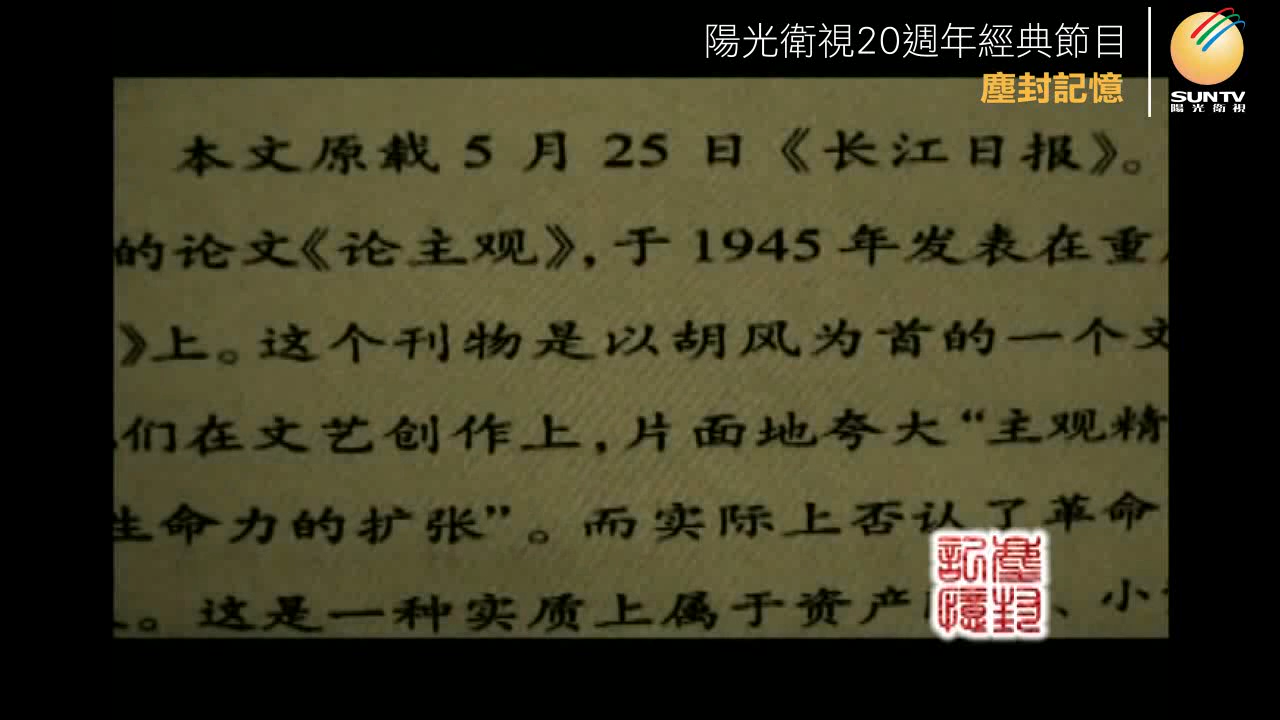 陽光衛視20週年經典節目
塵封記憶
SUNTV
陽光衛視
本文原载 5 月 25 日《长江日报》。
的论文《论主观》,于 1945 年发表在重
》上。这个刊物是以胡风为首的一个文
们在文艺创作上,片面地夸大“主观精
生命力的扩张”。而实际上否认了革命
。这是一种实质上属于资产、小
塵封記憶